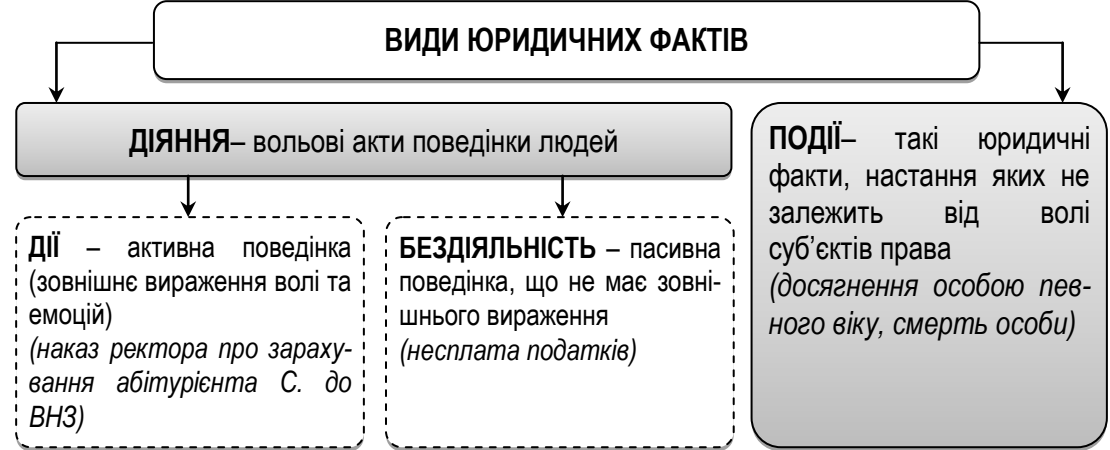 ВИДИ ЮРИДИЧНИХ ФАКТІВ
ДІЯННЯ– вольові акти поведінки людей
ДІЇ – активна поведінка
(зовнішнє вираження волі та
емоцій)
(наказ ректора про зараху-
вання абітурієнта С. до
ВНЗ)
БЕЗДІЯЛЬНІСТЬ – пасивна
поведінка, що не має зовні-
шнього вираження
(несплата податків)
ПОДІЇ– такі юридичні
факти, настання яких не
залежить від волі
суб’єктів права
(досягнення особою пев-
ного віку, смерть особи)